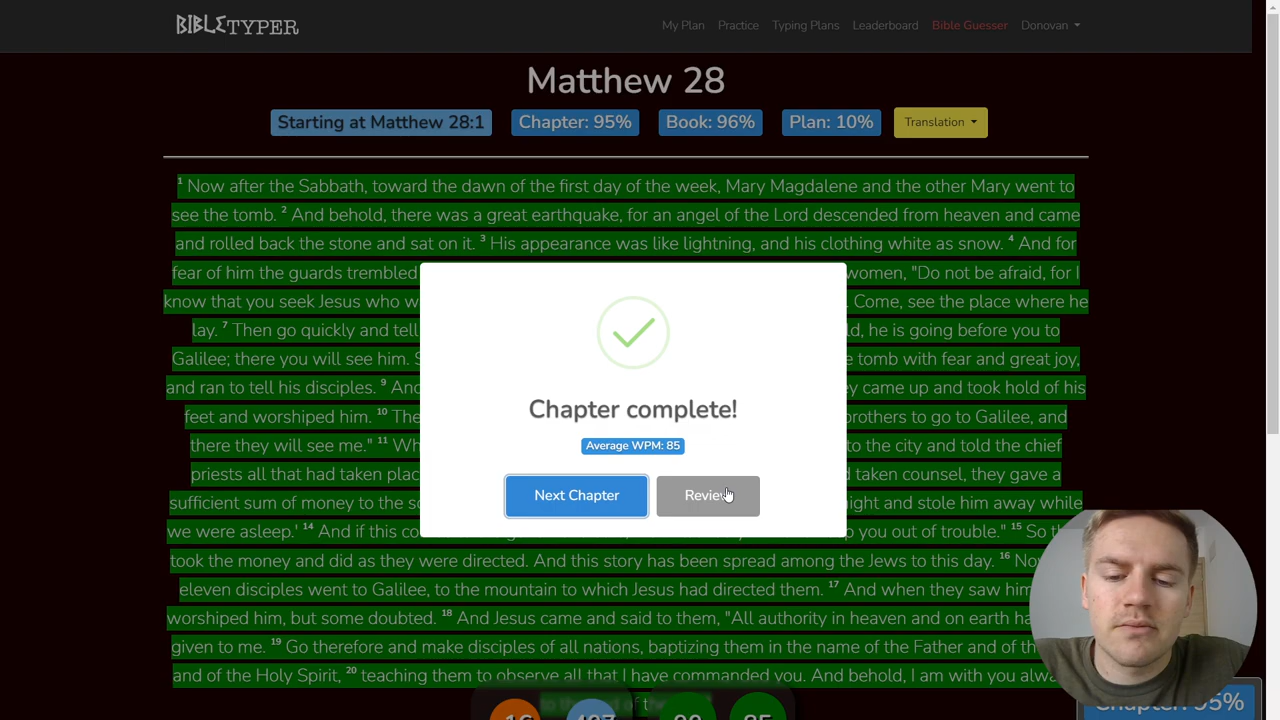 BIBLETYPER
My Plan Practice Typing Plans Leaderboard Bible Guesser Donovan
Matthew 28
Starting at Matthew 28:1 Chapter: 95% Book: 96% Plan: 10% Translation
1 Now after the Sabbath, toward the dawn of the first day of the week, Mary Magdalene and the other Mary went to
see the tomb. 2 And behold, there was a great earthquake, for an angel of the Lord descended from heaven and came
and rolled back the stone and sat on it. 3 His appearance was like lightning, and his clothing white as snow. 4 And for
fear of him the guards trembled women, "Do not be afraid, for I
know that you seek Jesus who Come, see the place where he
lay. 7 Then go quickly and tell he is going before you to
Galilee; there you will see him. tomb with fear and great joy,
and ran to tell his disciples. 9 came up and took hold of his
feet and worshiped him. 10 brothers to go to Galilee, and
there they will see me." 11 to the city and told the chief
priests all that had taken taken counsel, they gave a
sufficient sum of money to the and stole him away while
we were asleep.' 14 And if this you out of trouble." 15 So
took the money and did as they were directed. And this story has been spread among the Jews to this day. 16
eleven disciples went to Galilee, to the mountain to which Jesus had directed them. 17 And when they saw him
worshiped him, but some doubted. 18 And Jesus came and said to them, "All authority in heaven and on earth
given to me. 19 Go therefore and make disciples of all nations, baptizing them in the name of the Father and of
and of the Holy Spirit, 20 teaching them to observe all that I have commanded you. And behold, I am with you
Chapter complete!
Average WPM: 85
Next Chapter Review
Chapter: 95%